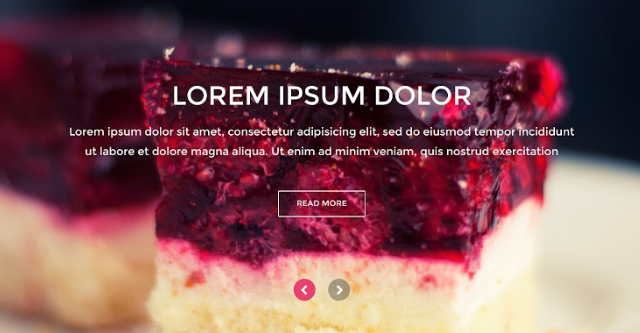 LOREM IPSUM DOLOR
Lorem ipsum dolor sit amet, consectetur adipisicing elit, sed do eiusmod tempor incididunt
ut labore et dolore magna aliqua. Ut enim ad minim veniam, quis nostrud exercitation
READ MORE